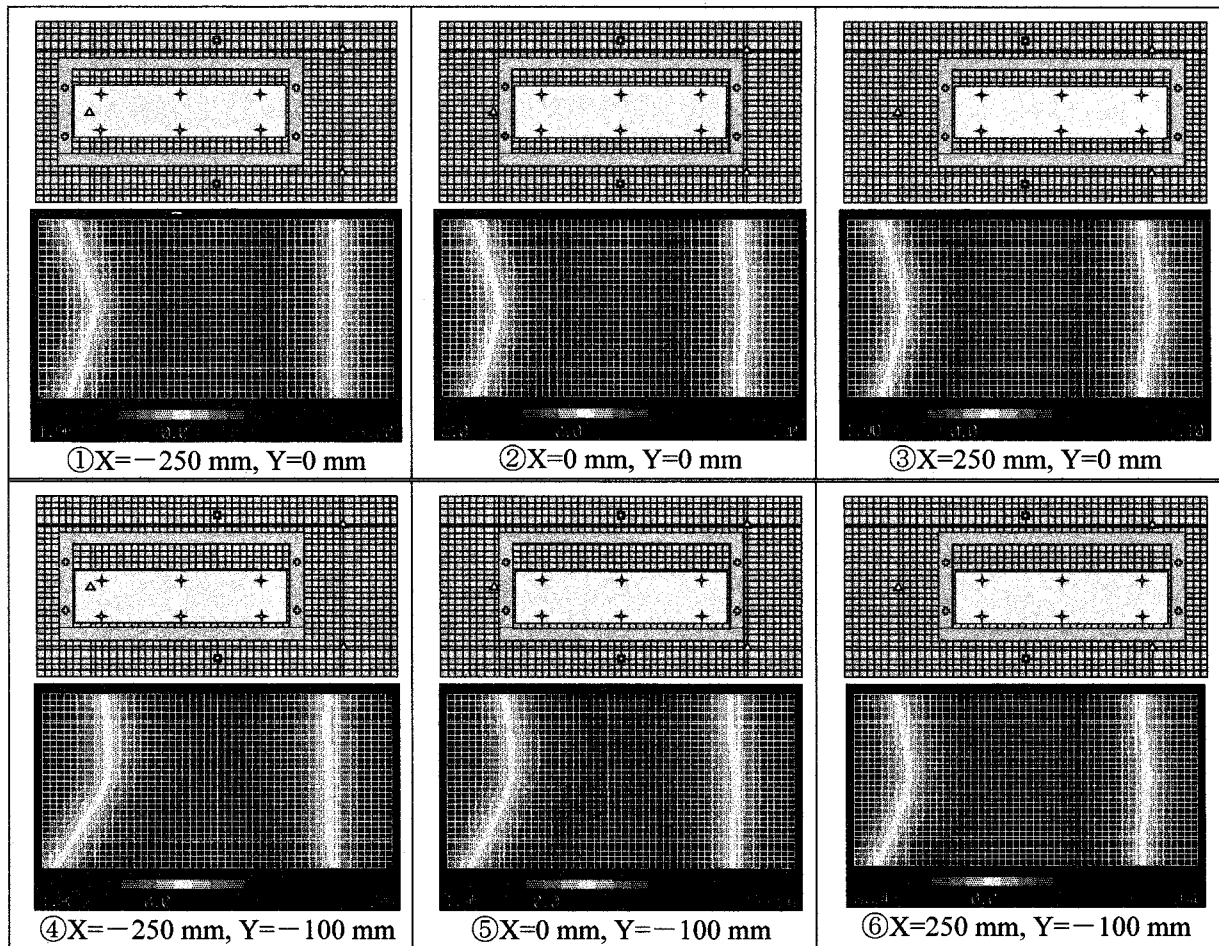 ①X=－250 mm, Y=0 mm
②X=0 mm, Y=0 mm
③X=250 mm, Y=0 mm
④X=－250 mm, Y=－100 mm
⑤X=0 mm, Y=－100 mm
⑥X=250 mm, Y=－100 mm